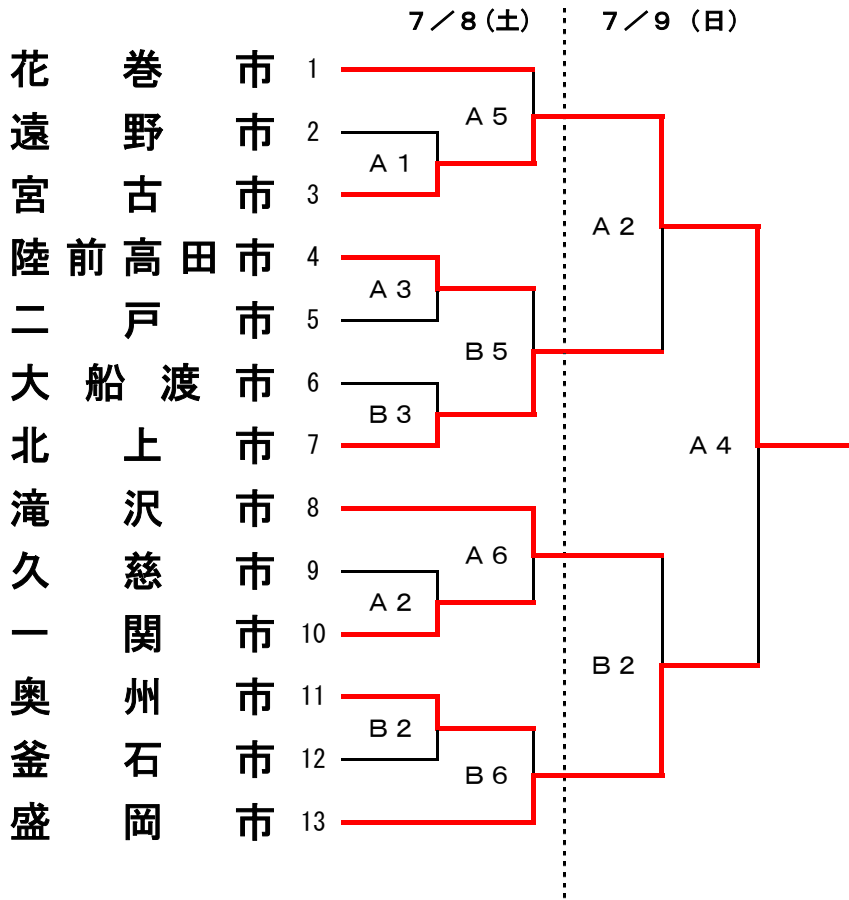 7／8（土） 7／9（日）
花巻市 1
A5
遠野市 2
A1
宮古市 3
A2
陸前高田市 4
A3
二戸市 5
B5
大船渡市 6
B3
北上市 7
A4
滝沢市 8
A6
久慈市 9
A2
一関市 10
B2
奥州市 11
B2
釜石市 12
B6
盛岡市 13